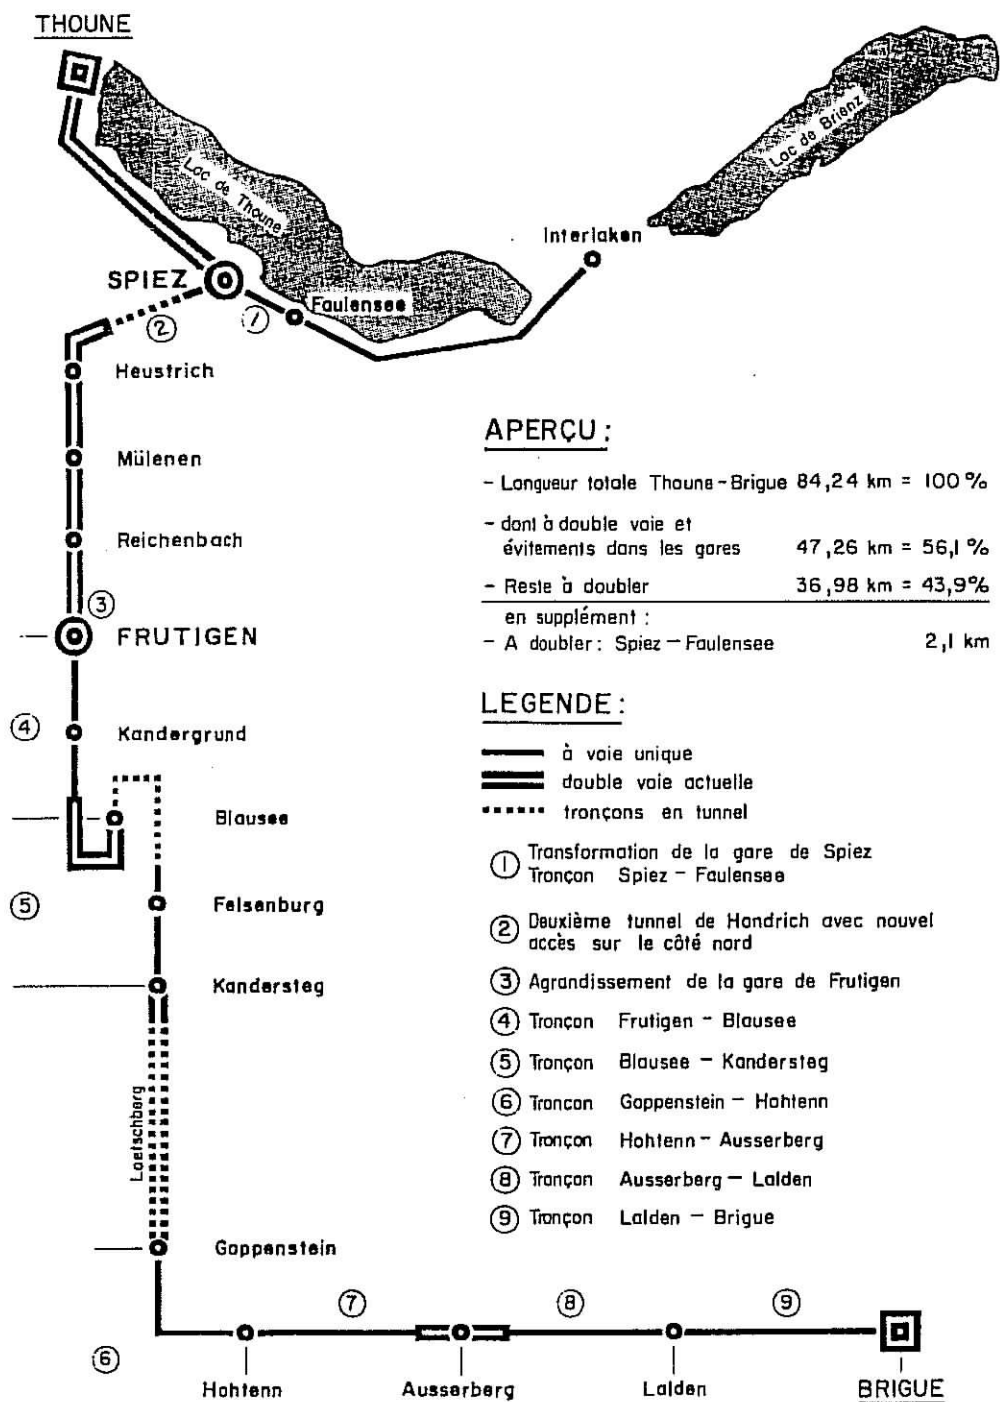 THOUNE
Lac de Thoune
Lac de Brienz
Interlaken
SPIEZ
Faulensee
①
②
Heustrich
Mülenen
Reichenbach
③
FRUTIGEN
④
Kandergrund
Blausee
⑤
Felsenburg
Kandersteg
Loetschberg
Goppenstein
⑥
⑦
⑧
⑨
Hohtenn
Ausserberg
Lalden
BRIGUE
APERÇU :
- Longueur totale Thoune-Brigue 84,24 km = 100 %
- dont à double voie et
évitements dans les gares 47,26 km = 56,1 %
- Reste à doubler 36,98 km = 43,9%
en supplément :
- A doubler : Spiez - Faulensee 2,1 km
LEGENDE :
à voie unique
double voie actuelle
tronçons en tunnel
① Transformation de la gare de Spiez
Tronçon Spiez - Faulensee
② Deuxième tunnel de Hondrich avec nouvel
accès sur le côté nord
③ Agrandissement de la gare de Frutigen
④ Tronçon Frutigen - Blausee
⑤ Tronçon Blausee - Kandersteg
⑥ Troncon Goppenstein - Hohtenn
⑦ Tronçon Hohtenn - Ausserberg
⑧ Tronçon Ausserberg - Lalden
⑨ Tronçon Lalden - Brigue